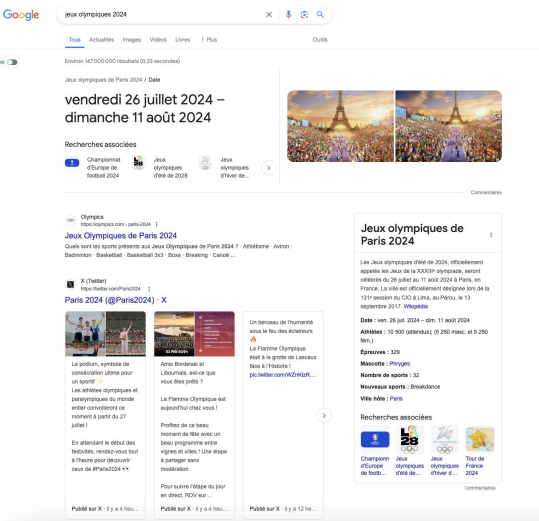 Google
jeux olympiques 2024
Tous Actualités Images Vidéos Livres Plus Outils
Environ 147 000 000 résultats (0,33 secondes)
Jeux olympiques de Paris 2024 / Date
vendredi 26 juillet 2024 –
dimanche 11 août 2024
Recherches associées
Championnat
d'Europe de
football 2024
Jeux
olympiques
d'été de 2028
Jeux
olympiques
d'hiver de...
Commentaires
Olympics
https://olympics.com › paris-2024
Jeux Olympiques de Paris 2024
Quels sont les sports présents aux Jeux Olympiques de Paris 2024 ? · Athlétisme · Aviron ·
Badminton · Basketball · Basketball 3x3 · Boxe · Breaking · Canoë ...
X (Twitter)
https://twitter.com/Paris2024
Paris 2024 (@Paris2024) · X
Le podium, symbole de
consécration ultime pour
un sportif ✨
Les athlètes olympiques et
paralympiques du monde
entier convoiteront ce
moment à partir du 27
juillet !
En attendant le début des
festivités, rendez-vous tout
à l'heure pour découvrir
ceux de #Paris2024 👀
Publié sur X · il y a 4 heu...
Amis Bordelais et
Libournais, est-ce que
vous êtes prêts ?
La Flamme Olympique est
aujourd'hui chez vous !
Profitez de ce beau
moment de fête avec un
beau programme entre
vignes et ville ! Une étape
à partager sans
modération.
Pour suivre l'étape du jour
en direct, RDV sur...
Publié sur X · il y a 4 heu...
Un berceau de l'humanité
sous le feu des éclaireurs
🔥
La Flamme Olympique
était à la grotte de Lascaux
face à l'Histoire !
pic.twitter.com/WZnKlzR...
Publié sur X · il y a 12 he...
Jeux olympiques de
Paris 2024
Les Jeux olympiques d'été de 2024, officiellement
appelés les Jeux de la XXXIIIᵉ olympiade, seront
célébrés du 26 juillet au 11 août 2024 à Paris, en
France. La ville est officiellement désignée lors de la
131ᵉ session du CIO à Lima, au Pérou, le 13
septembre 2017. Wikipédia
Date : ven. 26 juil. 2024 – dim. 11 août 2024
Athlètes : 10 500 (attendus); (5 250 masc. et 5 250
fém.)
Épreuves : 329
Mascotte : Phryges
Nombre de sports : 32
Nouveaux sports : Breakdance
Ville hôte : Paris
Recherches associées
Championn
d'Europe
de footb...
Jeux
olympiques
d'été de...
Jeux
olympiques
d'hiver de...
Tour de
France
2024
Commentaires